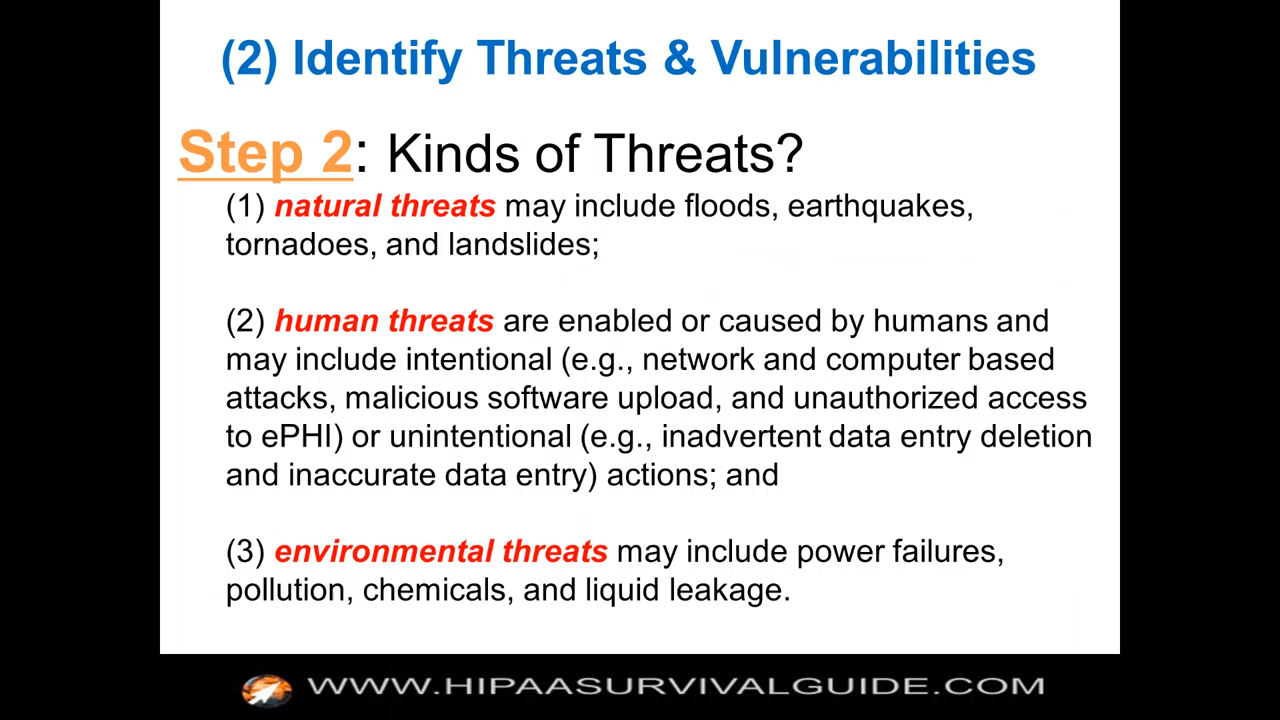 (2) Identify Threats & Vulnerabilities
Step 2: Kinds of Threats?
(1) natural threats may include floods, earthquakes,
tornadoes, and landslides;
(2) human threats are enabled or caused by humans and
may include intentional (e.g., network and computer based
attacks, malicious software upload, and unauthorized access
to ePHI) or unintentional (e.g., inadvertent data entry deletion
and inaccurate data entry) actions; and
(3) environmental threats may include power failures,
pollution, chemicals, and liquid leakage.
WWW.HIPAASURVIVALGUIDE.COM